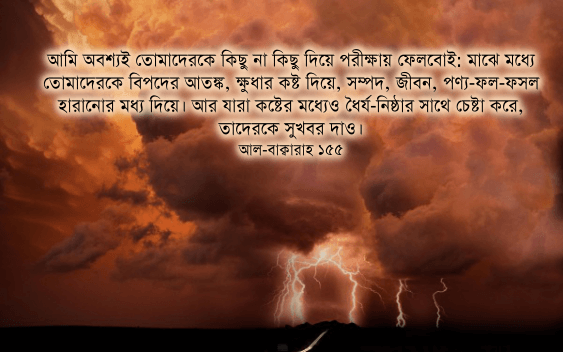 আমি অবশ্যই তোমাদেরকে কিছু না কিছু দিয়ে পরীক্ষায় ফেলবোই: মাঝে মধ্যে
তোমাদেরকে বিপদের আতঙ্ক, ক্ষুধার কষ্ট দিয়ে, সম্পদ, জীবন, পণ্য-ফল-ফসল
হারানোর মধ্য দিয়ে। আর যারা কষ্টের মধ্যেও ধৈর্য-নিষ্ঠার সাথে চেষ্টা করে,
তাদেরকে সুখবর দাও।
আল-বাক্বারাহ ১৫৫